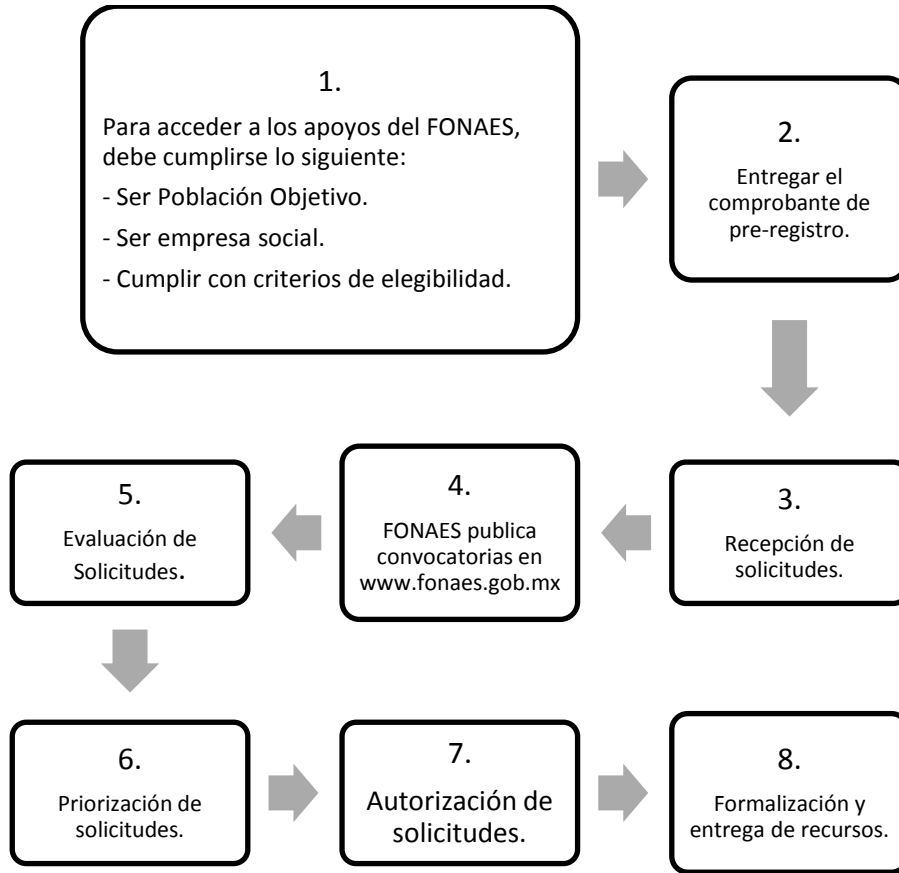 1.
Para acceder a los apoyos del FONAES,
debe cumplirse lo siguiente:
- Ser Población Objetivo.
- Ser empresa social.
- Cumplir con criterios de elegibilidad.
2.
Entregar el
comprobante de
pre-registro.
3.
Recepción de
solicitudes.
4.
FONAES publica
convocatorias en
www.fonaes.gob.mx
5.
Evaluación de
Solicitudes.
6.
Priorización de
solicitudes.
7.
Autorización de
solicitudes.
8.
Formalización y
entrega de recursos.